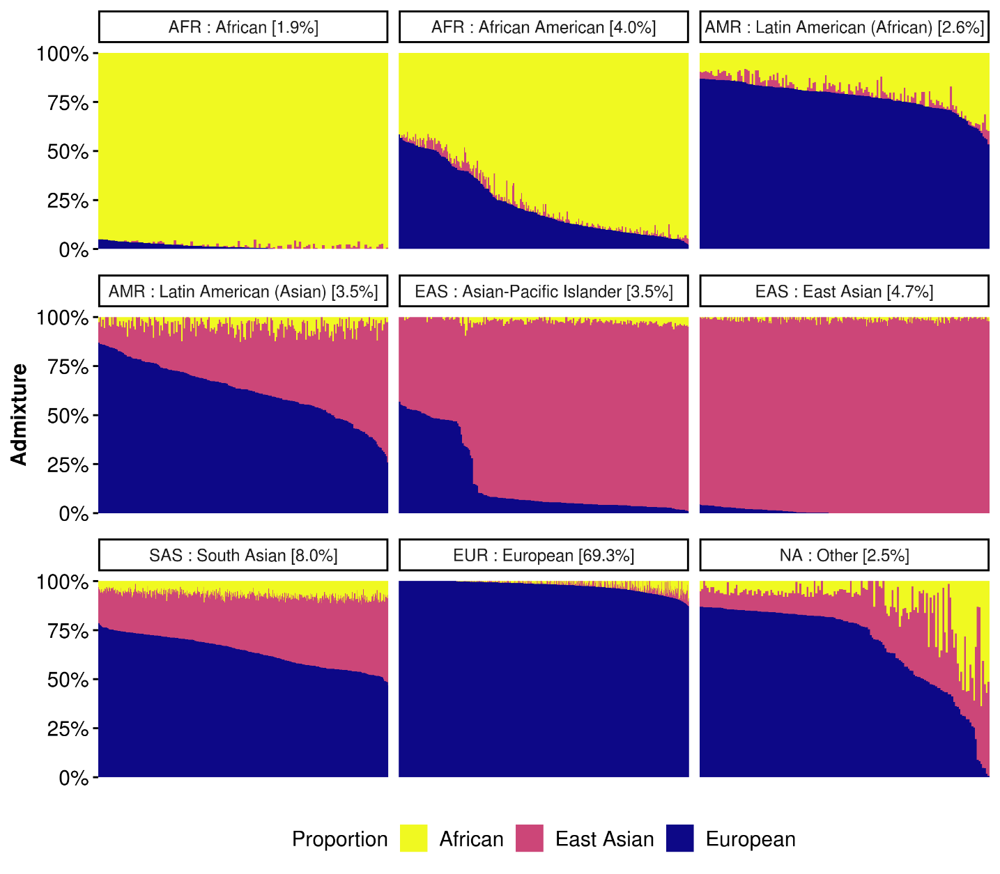 AFR : African [1.9%]
AFR : African American [4.0%]
AMR : Latin American (African) [2.6%]
100%
75%
50%
25%
0%
AMR : Latin American (Asian) [3.5%]
EAS : Asian-Pacific Islander [3.5%]
EAS : East Asian [4.7%]
100%
75%
50%
25%
0%
Admixture
SAS : South Asian [8.0%]
EUR : European [69.3%]
NA : Other [2.5%]
100%
75%
50%
25%
0%
Proportion African East Asian European